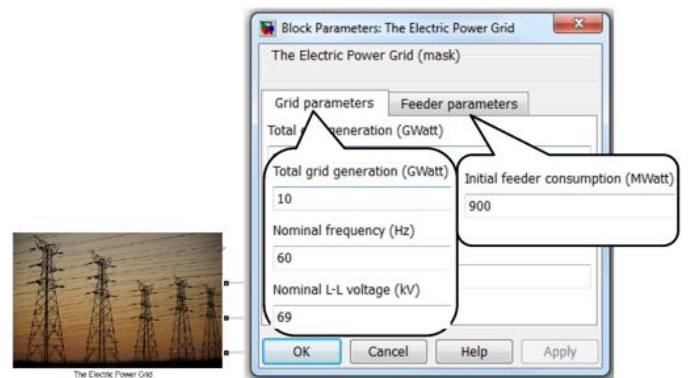 Block Parameters: The Electric Power Grid
The Electric Power Grid (mask)
Grid parameters
Feeder parameters
Total generation (GWatt)
Total grid generation (GWatt)
10
Nominal frequency (Hz)
60
Nominal L-L voltage (kV)
69
Initial feeder consumption (MWatt)
900
OK
Cancel
Help
Apply
The Electric Power Grid